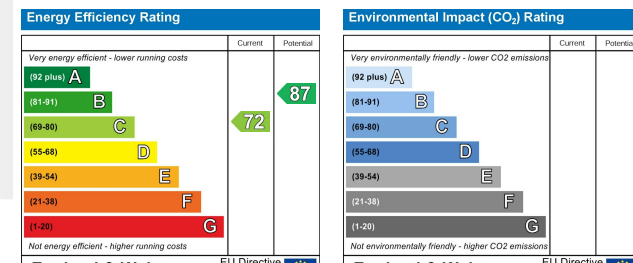 Energy Efficiency Rating
Current Potential
Very energy efficient - lower running costs
(92 plus) A
(81-91) B
87
(69-80) C
72
(55-68) D
(39-54) E
(21-38) F
(1-20) G
Not energy efficient - higher running costs
EU Directive
Environmental Impact (CO2) Rating
Current Potential
Very environmentally friendly - lower CO2 emissions
(92 plus) A
(81-91) B
(69-80) C
(55-68) D
(39-54) E
(21-38) F
(1-20) G
Not environmentally friendly - higher CO2 emissions
EU Directive